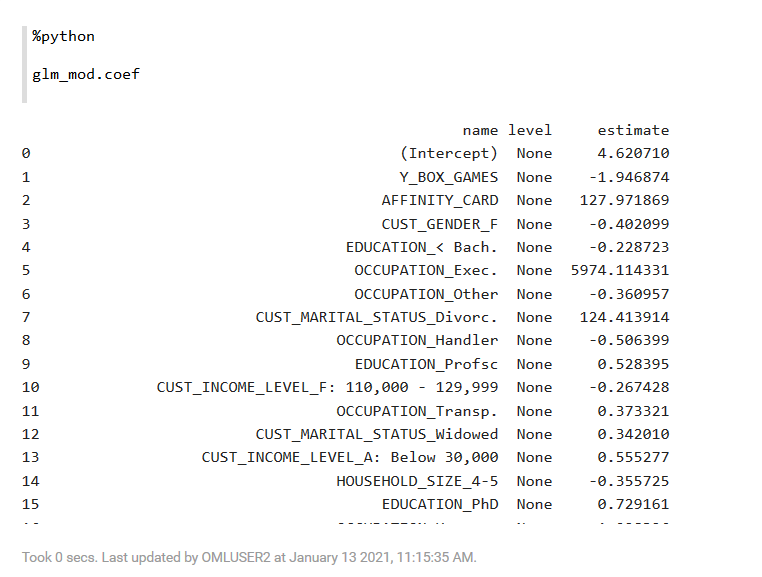 %python
glm_mod.coef
name level estimate
0 (Intercept) None 4.620710
1 Y_BOX_GAMES None -1.946874
2 AFFINITY_CARD None 127.971869
3 CUST_GENDER_F None -0.402099
4 EDUCATION_< Bach. None -0.228723
5 OCCUPATION_Exec. None 5974.114331
6 OCCUPATION_Other None -0.360957
7 CUST_MARITAL_STATUS_Divorc. None 124.413914
8 OCCUPATION_Handler None -0.506399
9 EDUCATION_Profsc None 0.528395
10 CUST_INCOME_LEVEL_F: 110,000 - 129,999 None -0.267428
11 OCCUPATION_Transp. None 0.373321
12 CUST_MARITAL_STATUS_Widowed None 0.342010
13 CUST_INCOME_LEVEL_A: Below 30,000 None 0.555277
14 HOUSEHOLD_SIZE_4-5 None -0.355725
15 EDUCATION_PhD None 0.729161
Took 0 secs. Last updated by OMLUSER2 at January 13 2021, 11:15:35 AM.